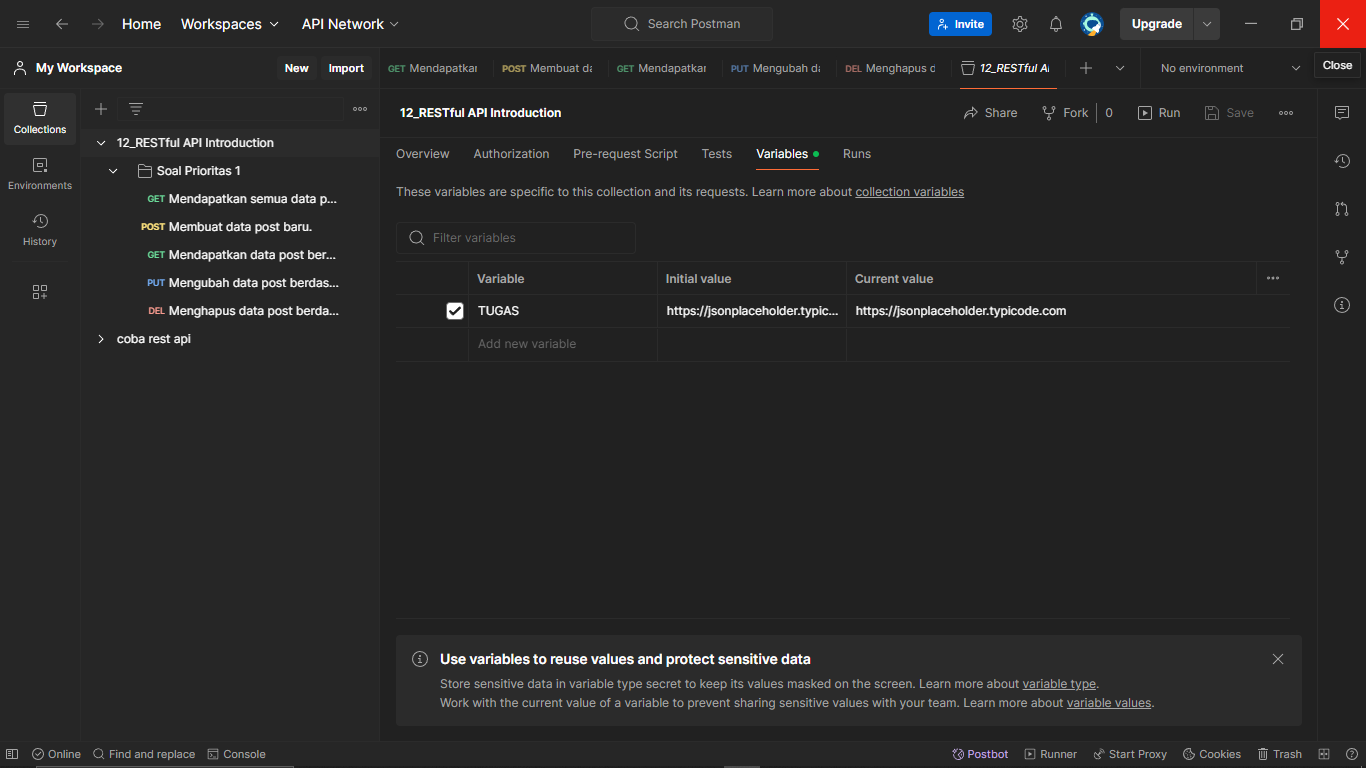 Home
Workspaces
API Network
Search Postman
Invite
Upgrade
Close
My Workspace
New
Import
GET Mendapatkan
POST Membuat da
GET Mendapatkan
PUT Mengubah da
DEL Menghapus d
12_RESTful AI
No environment
Collections
Environments
History
12_RESTful API Introduction
Soal Prioritas 1
GET Mendapatkan semua data p...
POST Membuat data post baru.
GET Mendapatkan data post ber...
PUT Mengubah data post berdas...
DEL Menghapus data post berda...
coba rest api
12_RESTful API Introduction
Share
Fork
0
Run
Save
Overview
Authorization
Pre-request Script
Tests
Variables
Runs
These variables are specific to this collection and its requests. Learn more about collection variables
Filter variables
Variable
Initial value
Current value
TUGAS
https://jsonplaceholder.typic...
https://jsonplaceholder.typicode.com
Add new variable
Use variables to reuse values and protect sensitive data
Store sensitive data in variable type secret to keep its values masked on the screen. Learn more about variable type.
Work with the current value of a variable to prevent sharing sensitive values with your team. Learn more about variable values.
Online
Find and replace
Console
Postbot
Runner
Start Proxy
Cookies
Trash